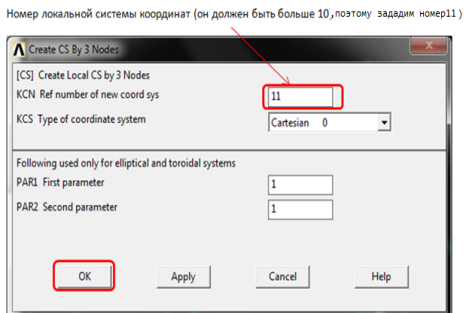 Номер локальной системы координат (он должен быть больше 10,поэтому зададим номер11 )
Create CS By 3 Nodes
[CS] Create Local CS by 3 Nodes
KCN Ref number of new coord sys
11
KCS Type of coordinate system
Cartesian 0
Following used only for elliptical and toroidal systems
PAR1 First parameter
1
PAR2 Second parameter
1
OK Apply Cancel Help